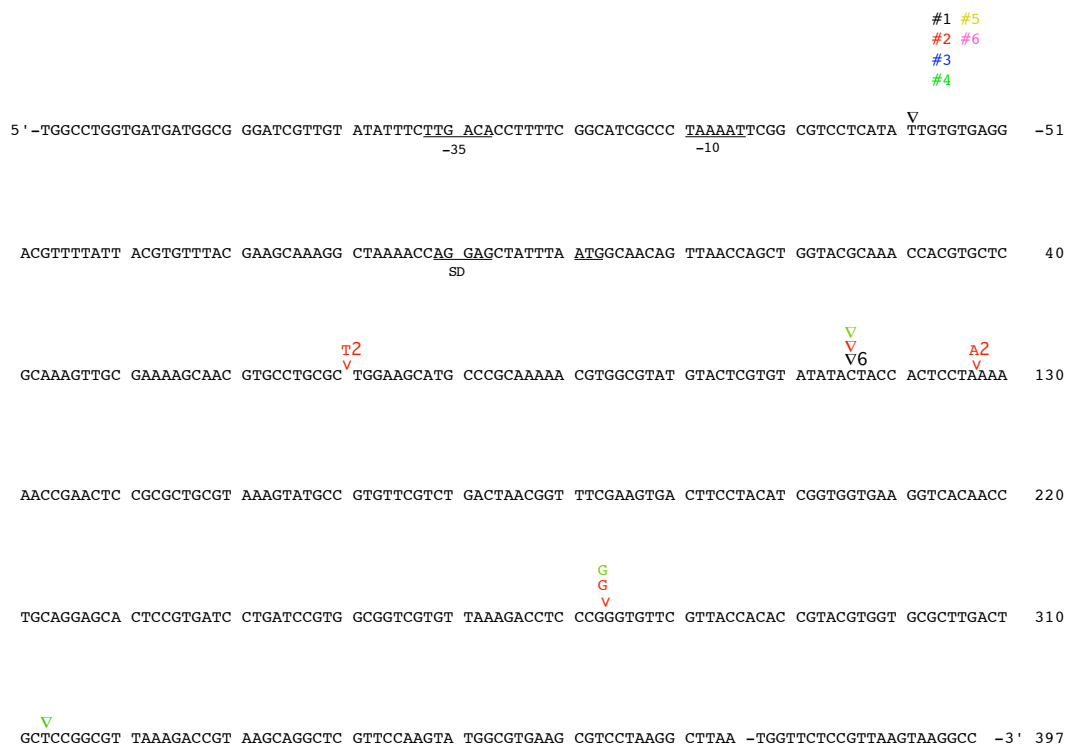 #1 #5
#2 #6
#3
#4
∇
5'-TGGCCTGGTGATGATGGCG GGATCGTTGT ATATTTCTTG ACACCTTTTC GGCATCGCCC TAAAATTCGG CGTCCTCATA TTGTGTGAGG -51
-35 -10
ACGTTTTATT ACGTGTTTAC GAAGCAAAGG CTAAAACCAG GAGCTATTTA ATGGCAACAG TTAACCAGCT GGTACGCAAA CCACGTGCTC 40
SD
∇
∇
T2 ∇6 A2
∨ ∨
GCAAAGTTGC GAAAAGCAAC GTGCCTGCGC TGGAAGCATG CCCGCAAAAA CGTGGCGTAT GTACTCGTGT ATATACTACC ACTCCTAAAA 130
AACCGAACTC CGCGCTGCGT AAAGTATGCC GTGTTCGTCT GACTAACGGT TTCGAAGTGA CTTCCTACAT CGGTGGTGAA GGTCACAACC 220
G
G
∨
TGCAGGAGCA CTCCGTGATC CTGATCCGTG GCGGTCGTGT TAAAGACCTC CCGGGTGTTC GTTACCACAC CGTACGTGGT GCGCTTGACT 310
∇
GCTCCGGCGT TAAAGACCGT AAGCAGGCTC GTTCCAAGTA TGGCGTGAAG CGTCCTAAGG CTTAA -TGGTTCTCCGTTAAGTAAGGCC -3' 397